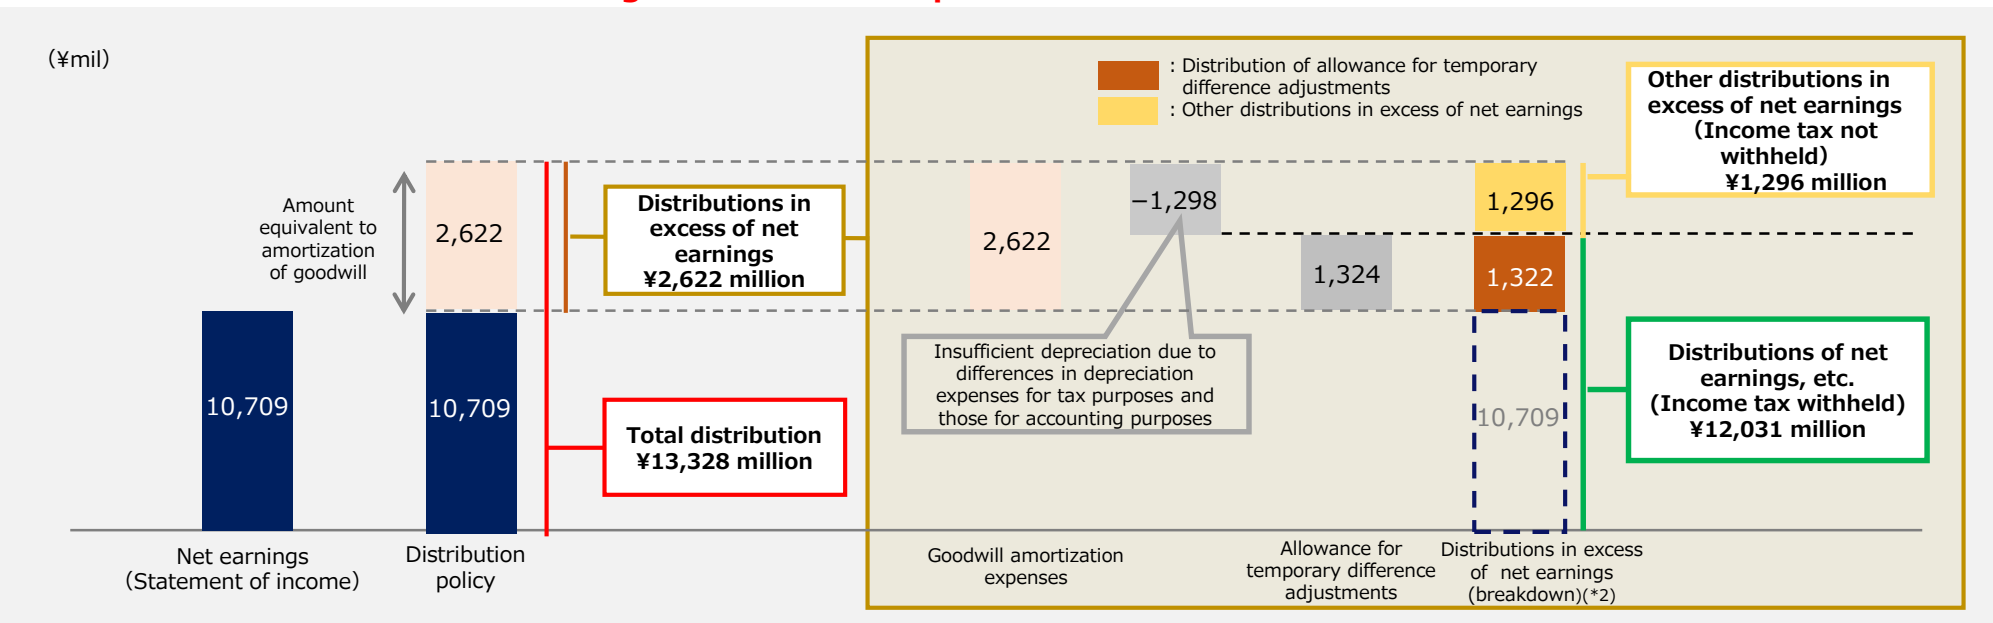 （¥mil）
: Distribution of allowance for temporary
difference adjustments
: Other distributions in excess of net earnings
Other distributions in
excess of net earnings
（Income tax not
withheld）
¥1,296 million
Amount
equivalent to
amortization
of goodwill
2,622
Distributions in
excess of net
earnings
¥2,622 million
2,622
−1,298
1,296
1,324
1,322
10,709
10,709
Total distribution
¥13,328 million
Insufficient depreciation due to
differences in depreciation
expenses for tax purposes and
those for accounting purposes
10,709
Distributions of net
earnings, etc.
(Income tax withheld)
¥12,031 million
Net earnings
（Statement of income）
Distribution
policy
Goodwill amortization
expenses
Allowance for
temporary difference
adjustments
Distributions in excess
of net earnings
(breakdown)(*2)